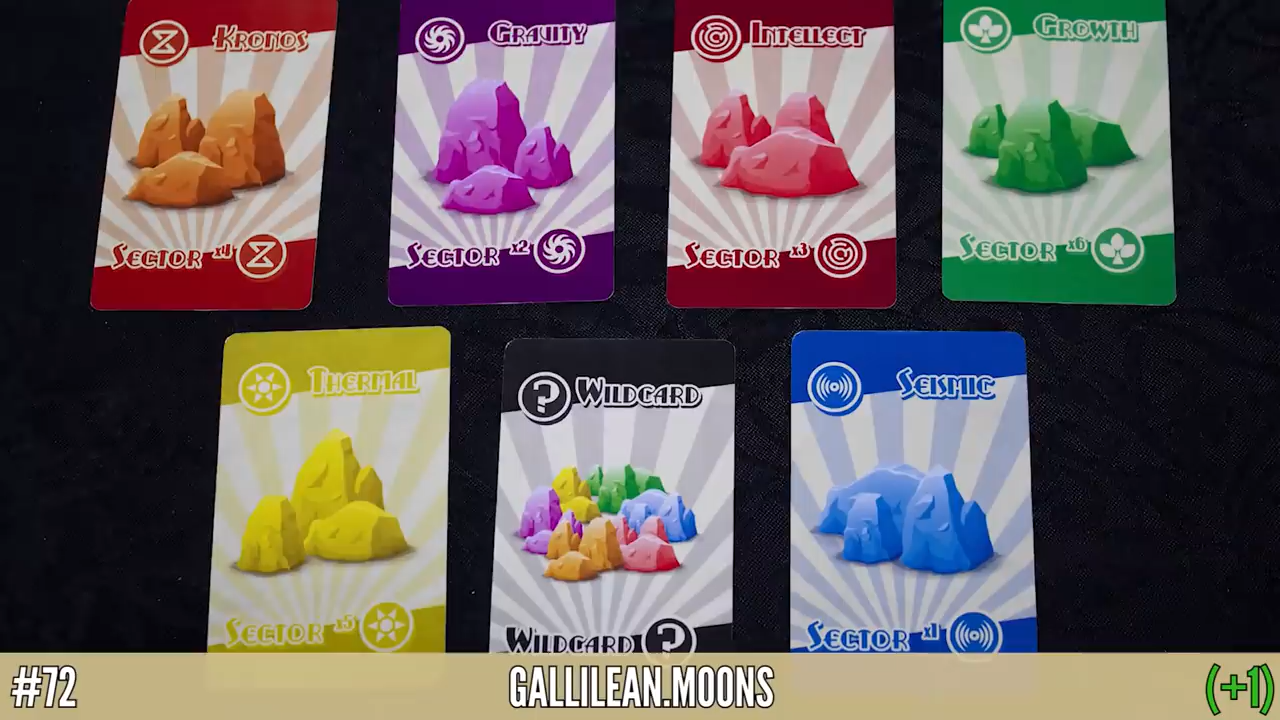 KRONOS
SECTOR x4
GRAVITY
SECTOR x2
INTELLECT
SECTOR x3
GROWTH
SECTOR x6
THERMAL
SECTOR x5
? WILDCARD
WILDCARD ?
SEISMIC
SECTOR x1
#72
GALLILEAN.MOONS
(+1)